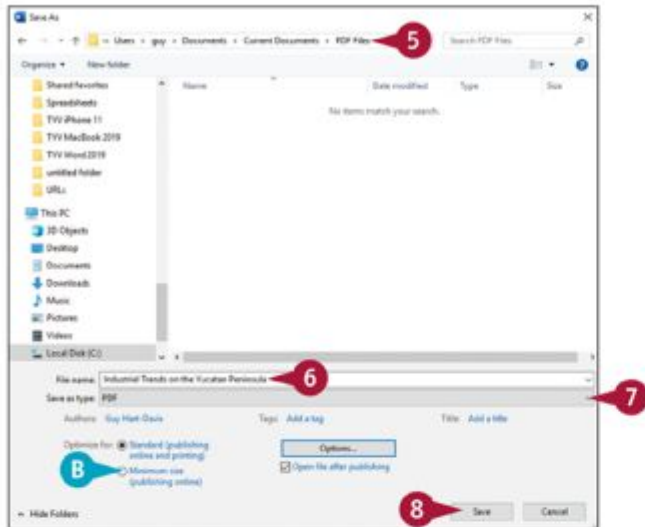 Save As
Users › guy › Documents › Current Documents › PDF Files
5
Search PDF Files
Organize
New folder
Shared favorites
Spreadsheets
TYV iPhone 11
TYV MacBook 2019
TYV Word 2019
untitled folder
URLs
This PC
3D Objects
Desktop
Documents
Downloads
Music
Pictures
Videos
Local Disk (C:)
Name
Date modified
Type
Size
No items match your search.
File name: Industrial Trends on the Yucatan Peninsula
6
Save as type: PDF
7
Authors: Guy Hart-Davis
Tags: Add a tag
Title: Add a title
Optimize for: Standard (publishing
online and printing)
B
Minimum size
(publishing online)
Options...
Open file after publishing
Hide Folders
8
Save
Cancel